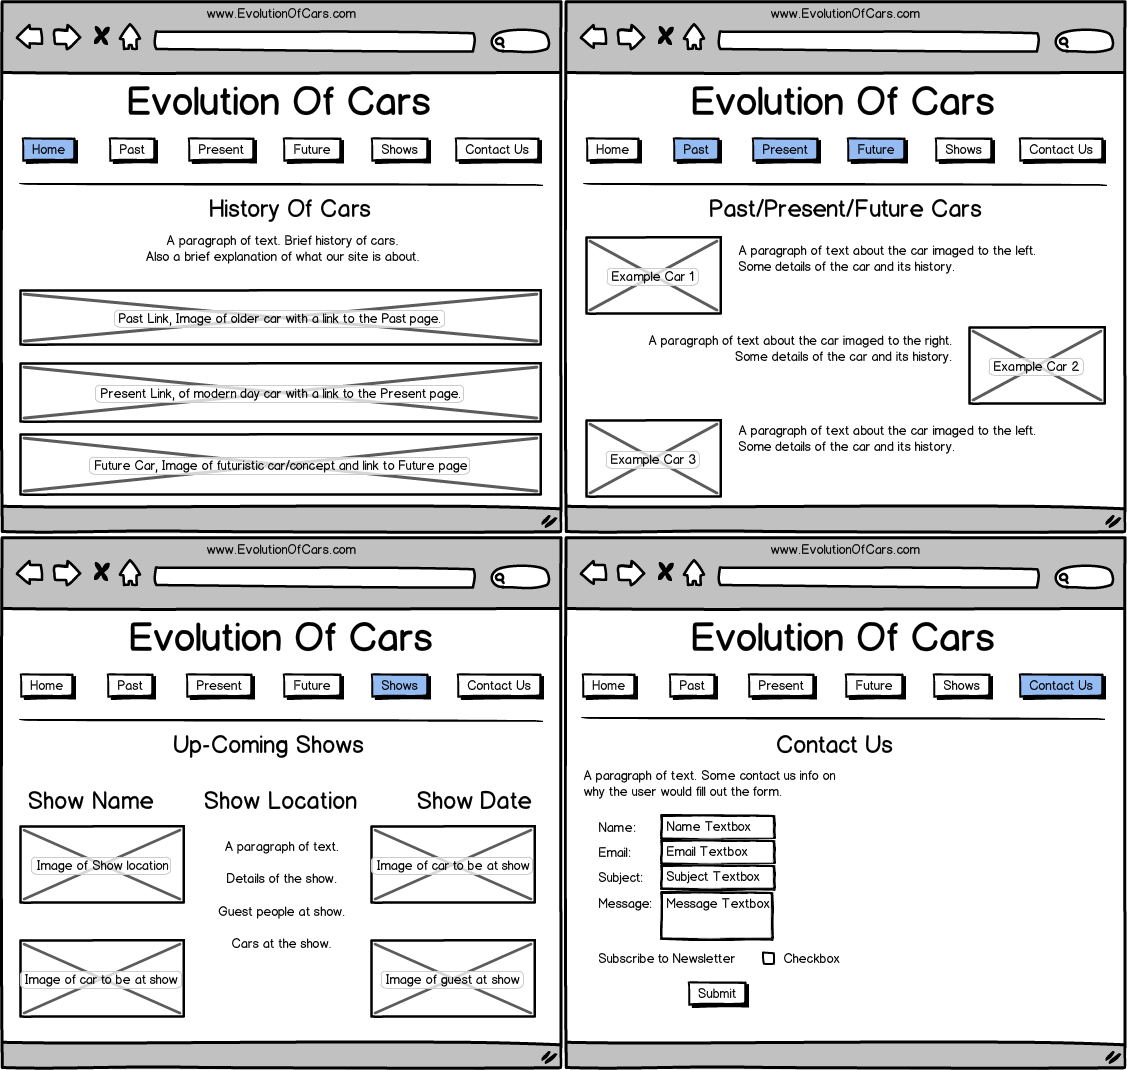 www.EvolutionOfCars.com
Evolution Of Cars
Home Past Present Future Shows Contact Us
History Of Cars
A paragraph of text. Brief history of cars.
Also a brief explanation of what our site is about.
Past Link, Image of older car with a link to the Past page.
Present Link, of modern day car with a link to the Present page.
Future Car, Image of futuristic car/concept and link to Future page
www.EvolutionOfCars.com
Evolution Of Cars
Home Past Present Future Shows Contact Us
Past/Present/Future Cars
Example Car 1
A paragraph of text about the car imaged to the left.
Some details of the car and its history.
A paragraph of text about the car imaged to the right.
Some details of the car and its history.
Example Car 2
Example Car 3
A paragraph of text about the car imaged to the left.
Some details of the car and its history.
www.EvolutionOfCars.com
Evolution Of Cars
Home Past Present Future Shows Contact Us
Up-Coming Shows
Show Name Show Location Show Date
Image of Show location
A paragraph of text.
Details of the show.
Guest people at show.
Cars at the show.
Image of car to be at show
Image of car to be at show
Image of guest at show
www.EvolutionOfCars.com
Evolution Of Cars
Home Past Present Future Shows Contact Us
Contact Us
A paragraph of text. Some contact us info on
why the user would fill out the form.
Name: Name Textbox
Email: Email Textbox
Subject: Subject Textbox
Message: Message Textbox
Subscribe to Newsletter Checkbox
Submit